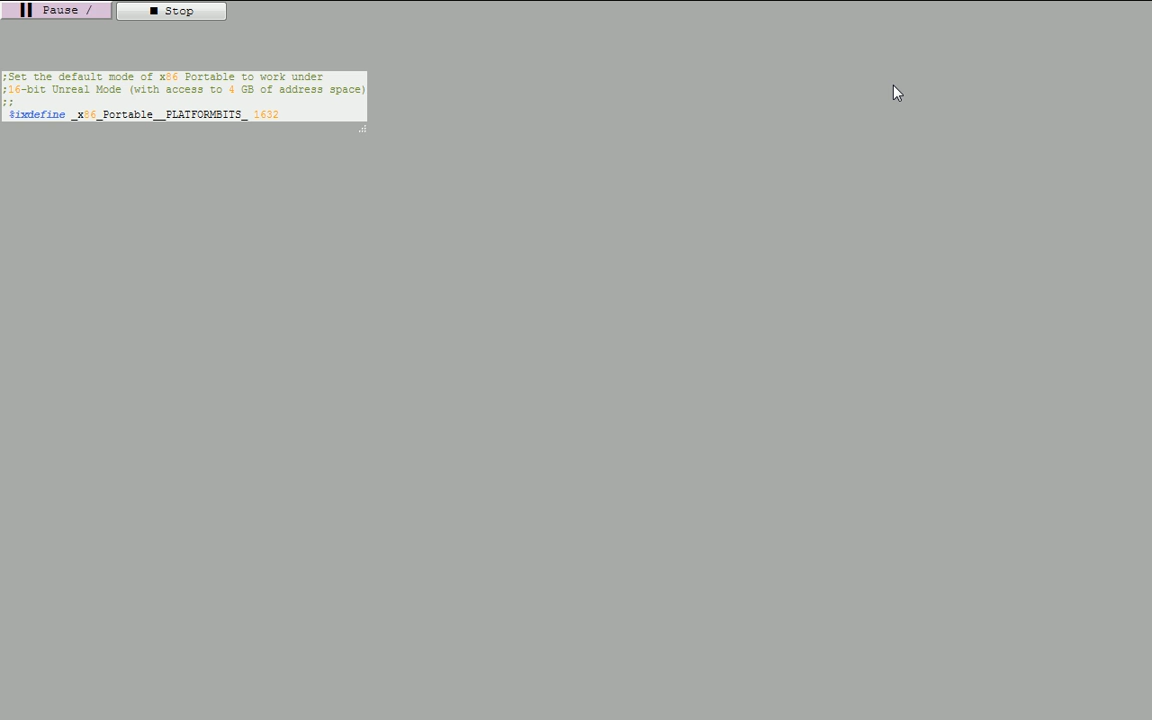 Pause /
Stop
;Set the default mode of x86 Portable to work under
;16-bit Unreal Mode (with access to 4 GB of address space)
;;
%ixdefine _x86_Portable__PLATFORMBITS_ 1632